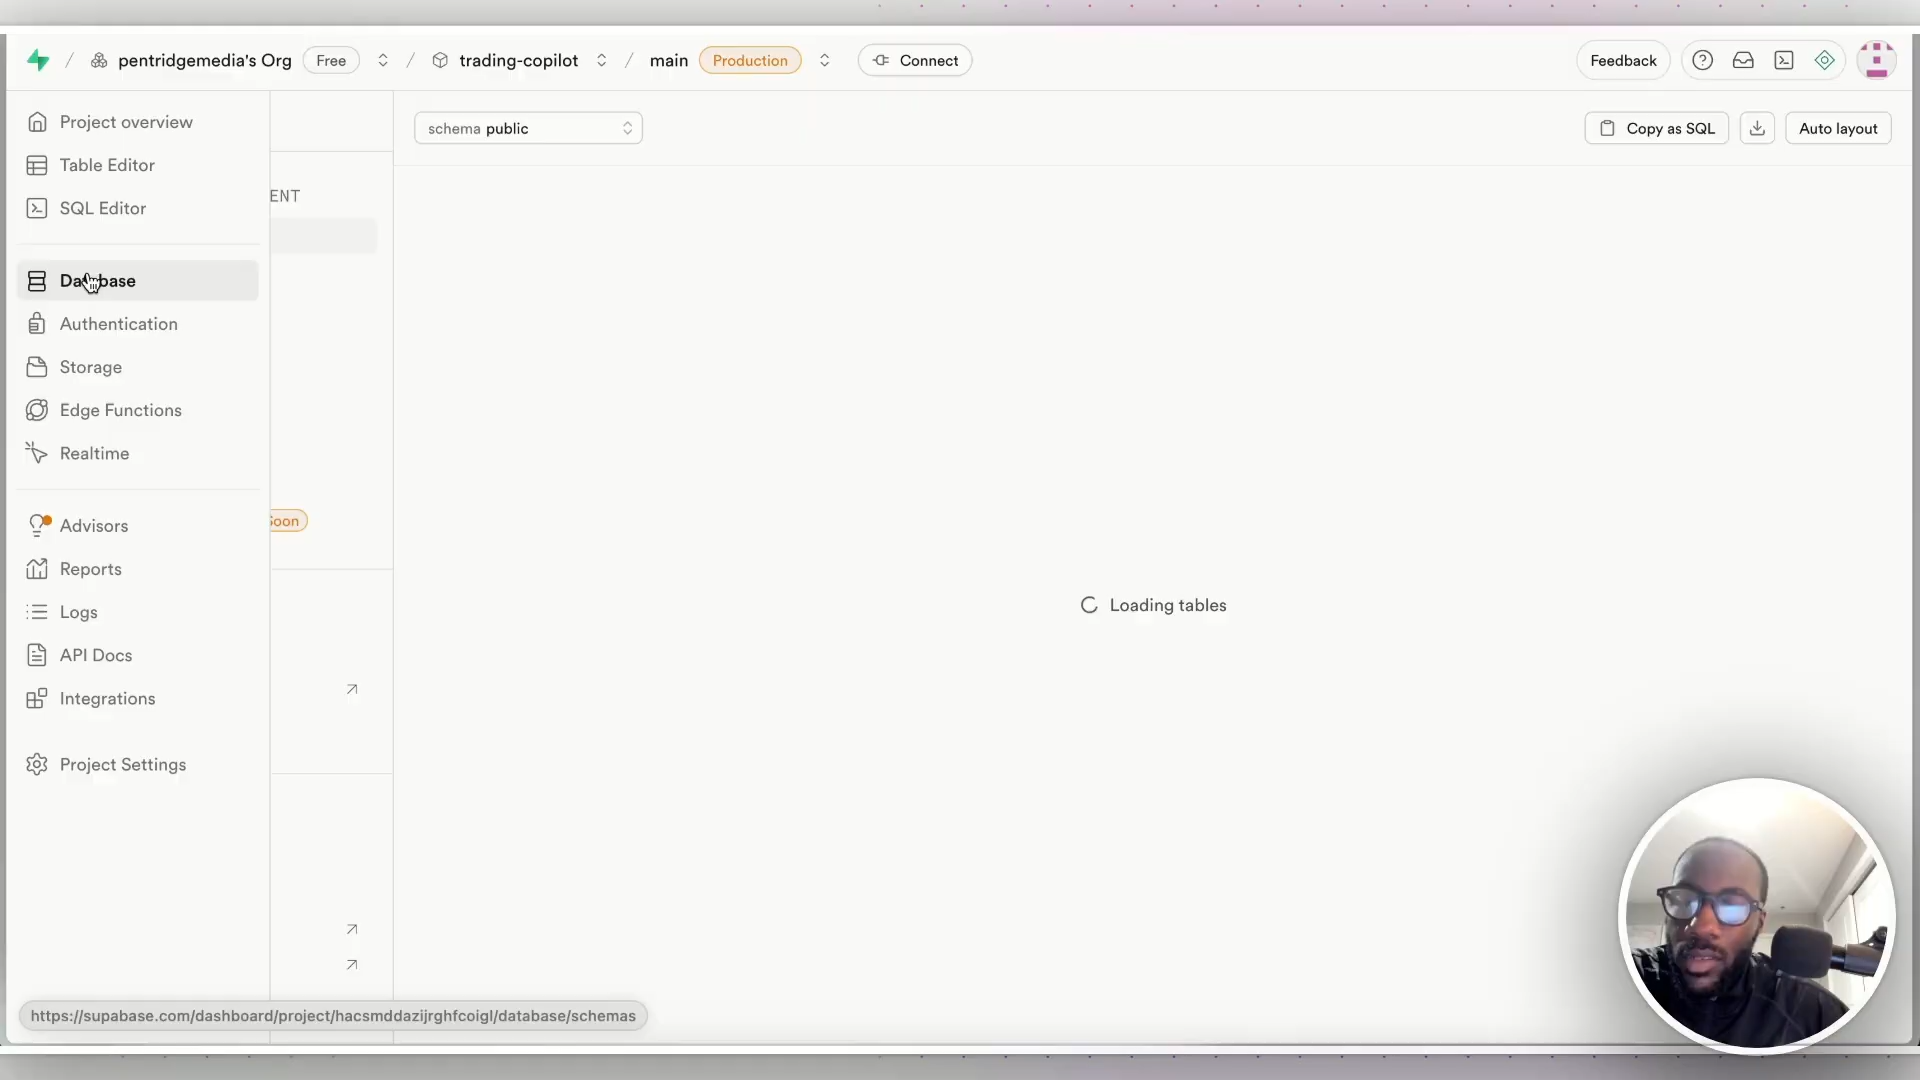 / pentridgemedia's Org Free / trading-copilot / main Production Connect Feedback
Project overview
Table Editor
SQL Editor
Database
Authentication
Storage
Edge Functions
Realtime
Advisors
Reports
Logs
API Docs
Integrations
Project Settings
ENT
Soon
schema public
Copy as SQL
Auto layout
Loading tables
https://supabase.com/dashboard/project/hacsmddazijrghfcoigl/database/schemas